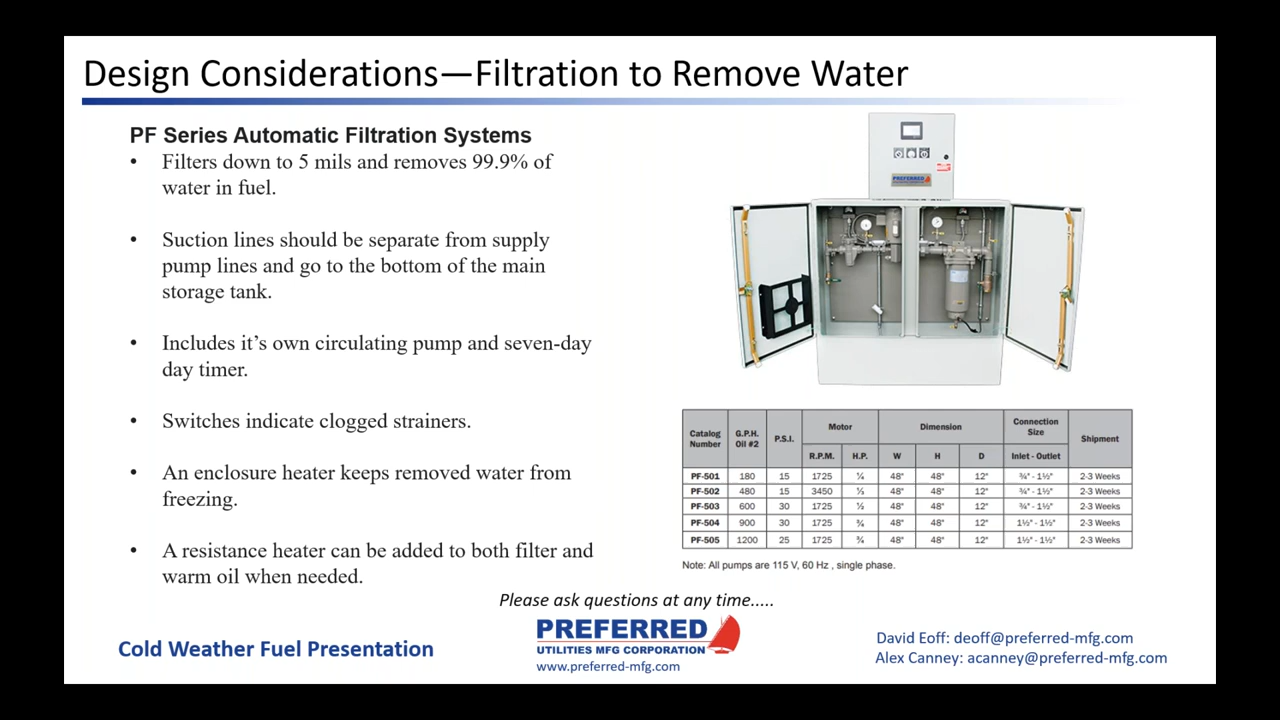 Design Considerations—Filtration to Remove Water
PF Series Automatic Filtration Systems
• Filters down to 5 mils and removes 99.9% of
water in fuel.
• Suction lines should be separate from supply
pump lines and go to the bottom of the main
storage tank.
• Includes it's own circulating pump and seven-day
day timer.
• Switches indicate clogged strainers.
• An enclosure heater keeps removed water from
freezing.
• A resistance heater can be added to both filter and
warm oil when needed.
PREFERRED
Catalog Number G.P.H. Oil #2 P.S.I. Motor Dimension Connection Size Shipment
R.P.M. H.P. W H D Inlet - Outlet
PF-501 180 15 1725 ¼ 48" 48" 12" ¾" - 1½" 2-3 Weeks
PF-502 480 15 3450 ⅓ 48" 48" 12" ¾" - 1½" 2-3 Weeks
PF-503 600 30 1725 ½ 48" 48" 12" ¾" - 1½" 2-3 Weeks
PF-504 900 30 1725 ¾ 48" 48" 12" 1½" - 1½" 2-3 Weeks
PF-505 1200 25 1725 ¾ 48" 48" 12" 1½" - 1½" 2-3 Weeks
Note: All pumps are 115 V, 60 Hz , single phase.
Please ask questions at any time.....
Cold Weather Fuel Presentation
PREFERRED
UTILITIES MFG CORPORATION
www.preferred-mfg.com
David Eoff: deoff@preferred-mfg.com
Alex Canney: acanney@preferred-mfg.com